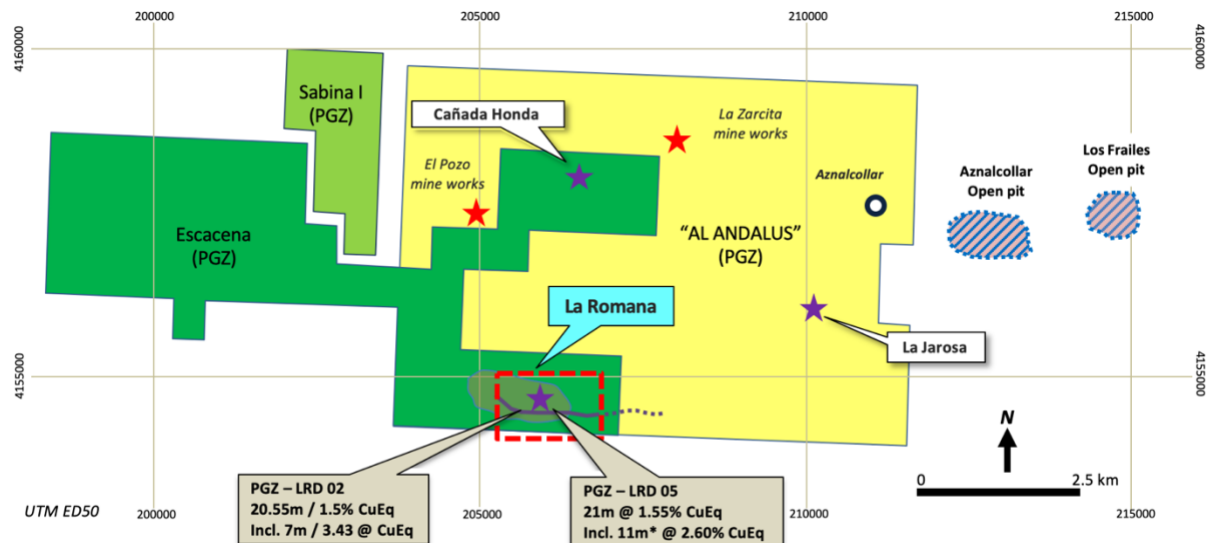 200000
205000
210000
215000
4160000
4160000
Sabina I
(PGZ)
Cañada Honda
La Zarcita
mine works
El Pozo
mine works
Aznalcollar
Aznalcollar
Open pit
Los Frailes
Open pit
Escacena
(PGZ)
“AL ANDALUS”
(PGZ)
La Romana
La Jarosa
4155000
4155000
N
0
2.5 km
PGZ – LRD 02
20.55m / 1.5% CuEq
Incl. 7m / 3.43 @ CuEq
PGZ – LRD 05
21m @ 1.55% CuEq
Incl. 11m* @ 2.60% CuEq
UTM ED50
200000
205000
210000
215000